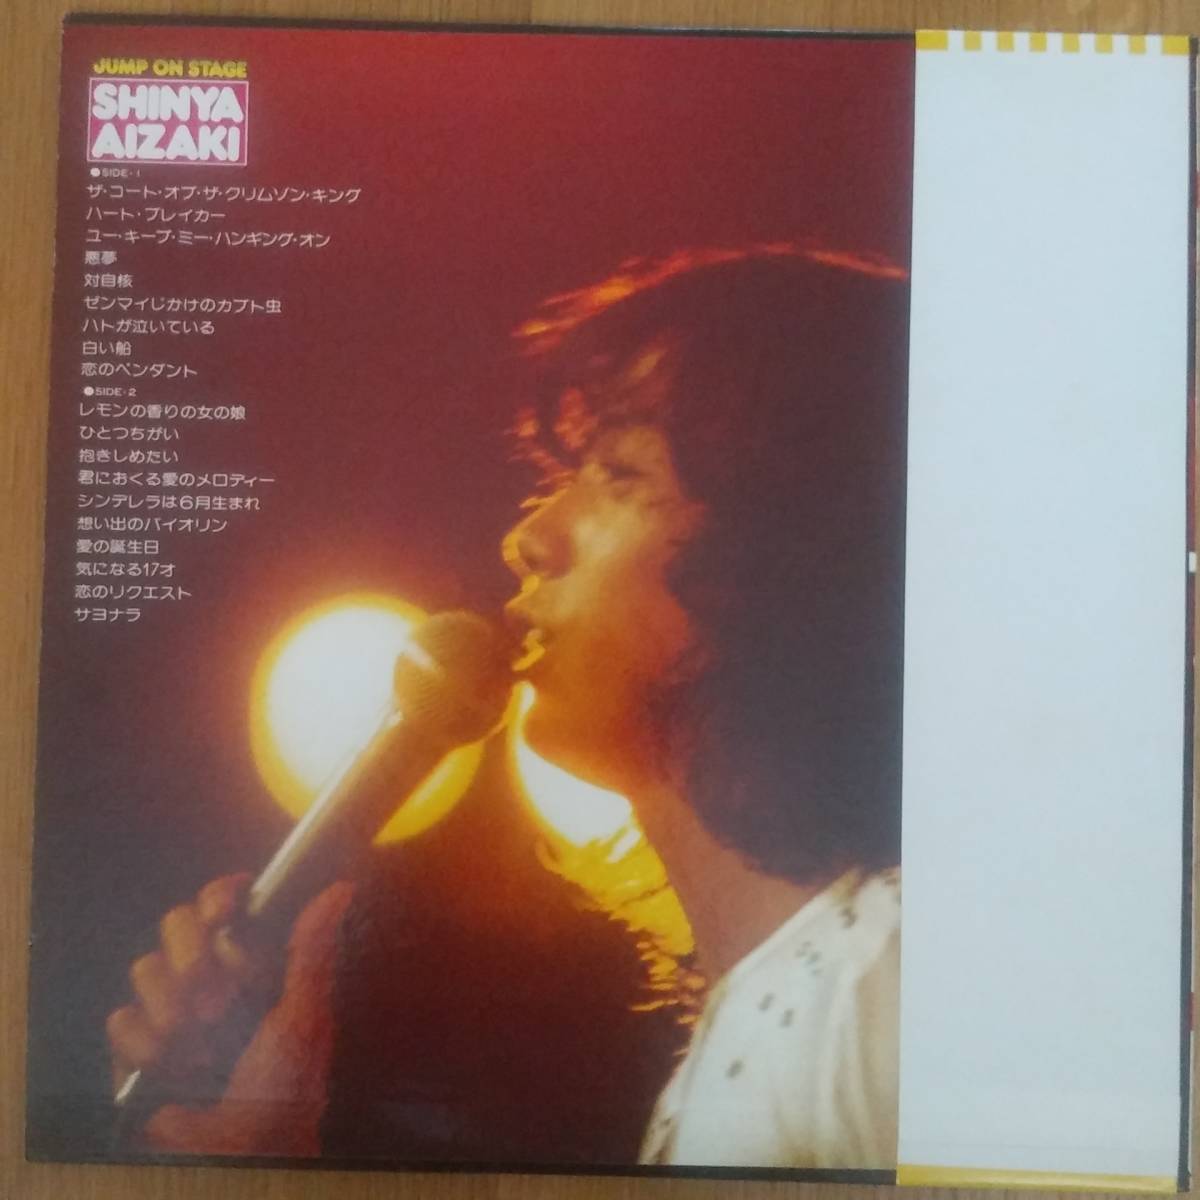 JUMP ON STAGE
SHINYA
AIZAKI
●SIDE・1
ザ・コート・オブ・ザ・クリムゾン・キング
ハート・ブレイカー
ユー・キープ・ミー・ハンギング・オン
悪夢
対自核
ゼンマイじかけのカブト虫
ハトが泣いている
白い船
恋のペンダント
●SIDE・2
レモンの香りの女の娘
ひとつちがい
抱きしめたい
君におくる愛のメロディー
シンデレラは6月生まれ
想い出のバイオリン
愛の誕生日
気になる17才
恋のリクエスト
サヨナラ